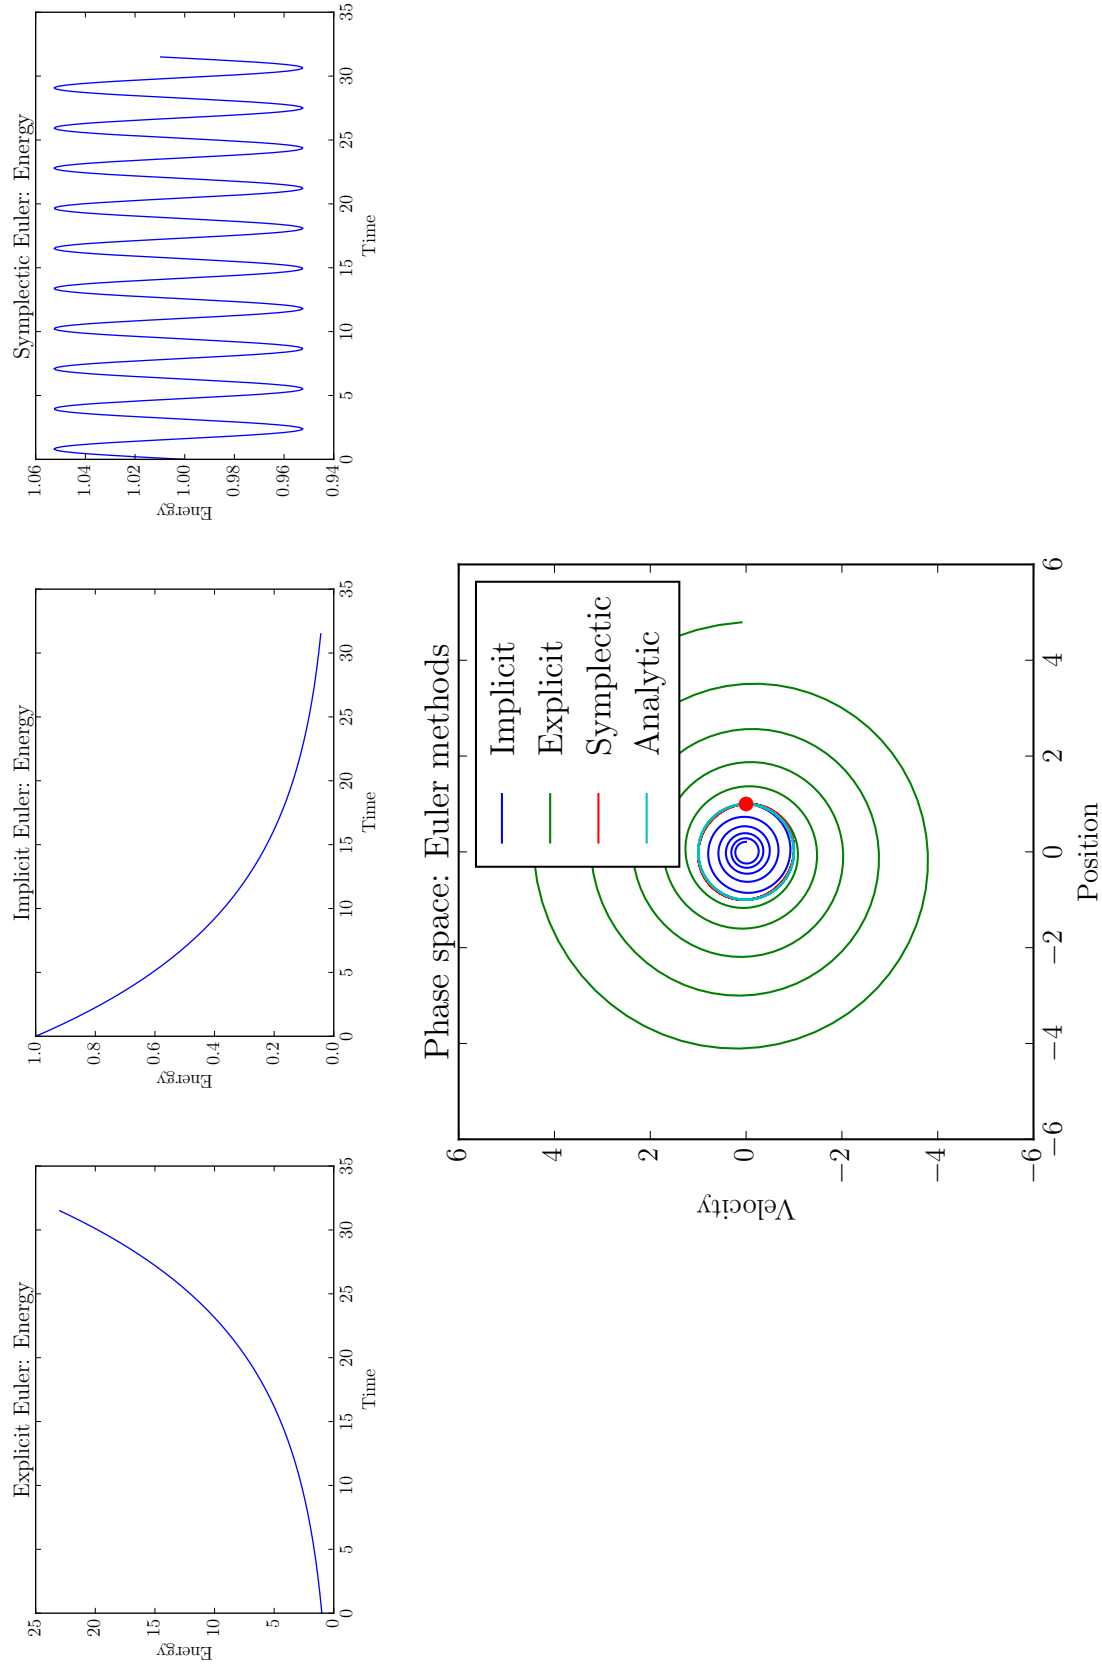 Explicit Euler: Energy
Energy
25
20
15
10
5
0
0 5 10 15 20 25 30 35
Time
Implicit Euler: Energy
Energy
1.0
0.8
0.6
0.4
0.2
0.0
0 5 10 15 20 25 30 35
Time
Symplectic Euler: Energy
Energy
1.06
1.04
1.02
1.00
0.98
0.96
0.94
0 5 10 15 20 25 30 35
Time
Phase space: Euler methods
Velocity
6
4
2
0
−2
−4
−6
−6 −4 −2 0 2 4 6
Position
Implicit
Explicit
Symplectic
Analytic